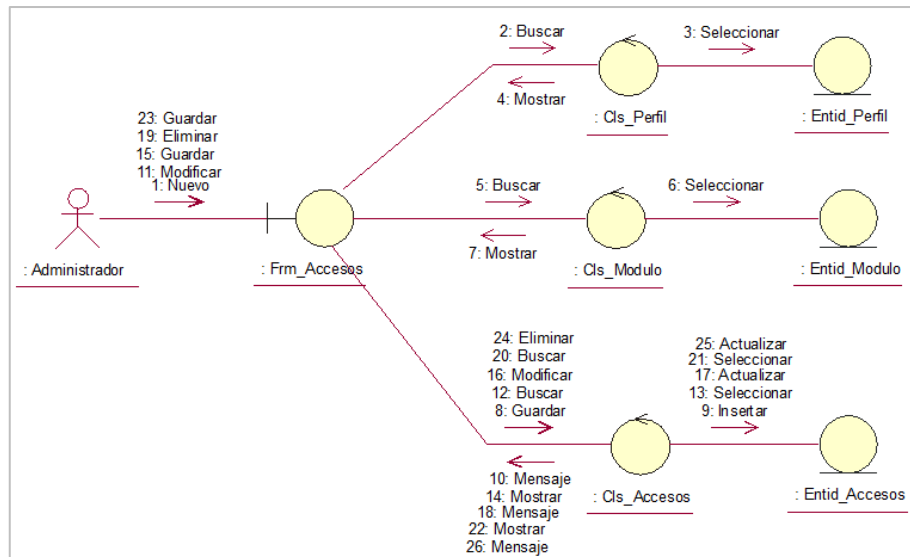 2: Buscar
3: Seleccionar
4: Mostrar
: Cls_Perfil
: Entid_Perfil
23: Guardar
19: Eliminar
15: Guardar
11: Modificar
1: Nuevo
5: Buscar
6: Seleccionar
7: Mostrar
: Administrador
: Frm_Accesos
: Cls_Modulo
: Entid_Modulo
24: Eliminar
20: Buscar
16: Modificar
12: Buscar
8: Guardar
25: Actualizar
21: Seleccionar
17: Actualizar
13: Seleccionar
9: Insertar
10: Mensaje
14: Mostrar
18: Mensaje
22: Mostrar
26: Mensaje
: Cls_Accesos
: Entid_Accesos